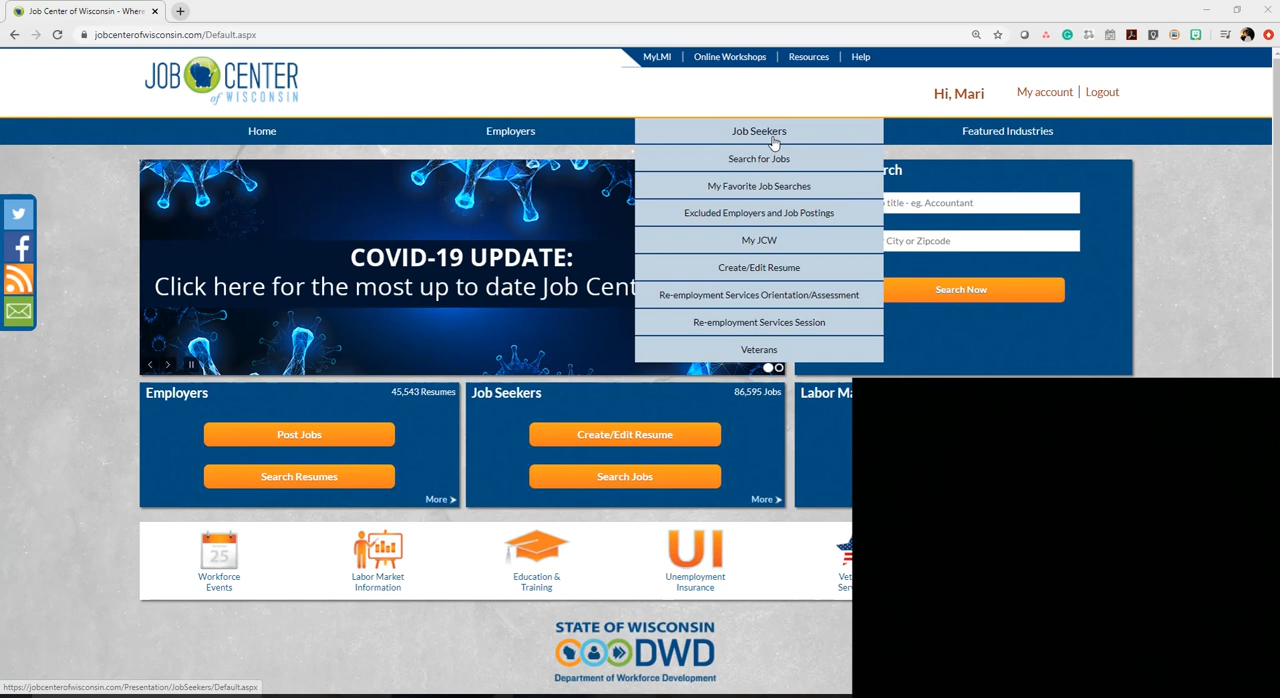 Job Center of Wisconsin - Where
jobcenterofwisconsin.com/Default.aspx
MyLMI
Online Workshops
Resources
Help
JOB CENTER
of WISCONSIN
Hi, Mari
My account
Logout
Home
Employers
Job Seekers
Featured Industries
Search for Jobs
My Favorite Job Searches
Excluded Employers and Job Postings
My JCW
Create/Edit Resume
Re-employment Services Orientation/Assessment
Re-employment Services Session
Veterans
COVID-19 UPDATE:
Click here for the most up to date Job Cent
rch
title - eg. Accountant
City or Zipcode
Search Now
Employers
45,543 Resumes
Post Jobs
Search Resumes
More
Job Seekers
86,595 Jobs
Create/Edit Resume
Search Jobs
More
Labor Ma
25
Workforce
Events
Labor Market
Information
Education &
Training
UI
Unemployment
Insurance
Vet
Serv
STATE OF WISCONSIN
DWD
Department of Workforce Development
https://jobcenterofwisconsin.com/Presentation/JobSeekers/Default.aspx